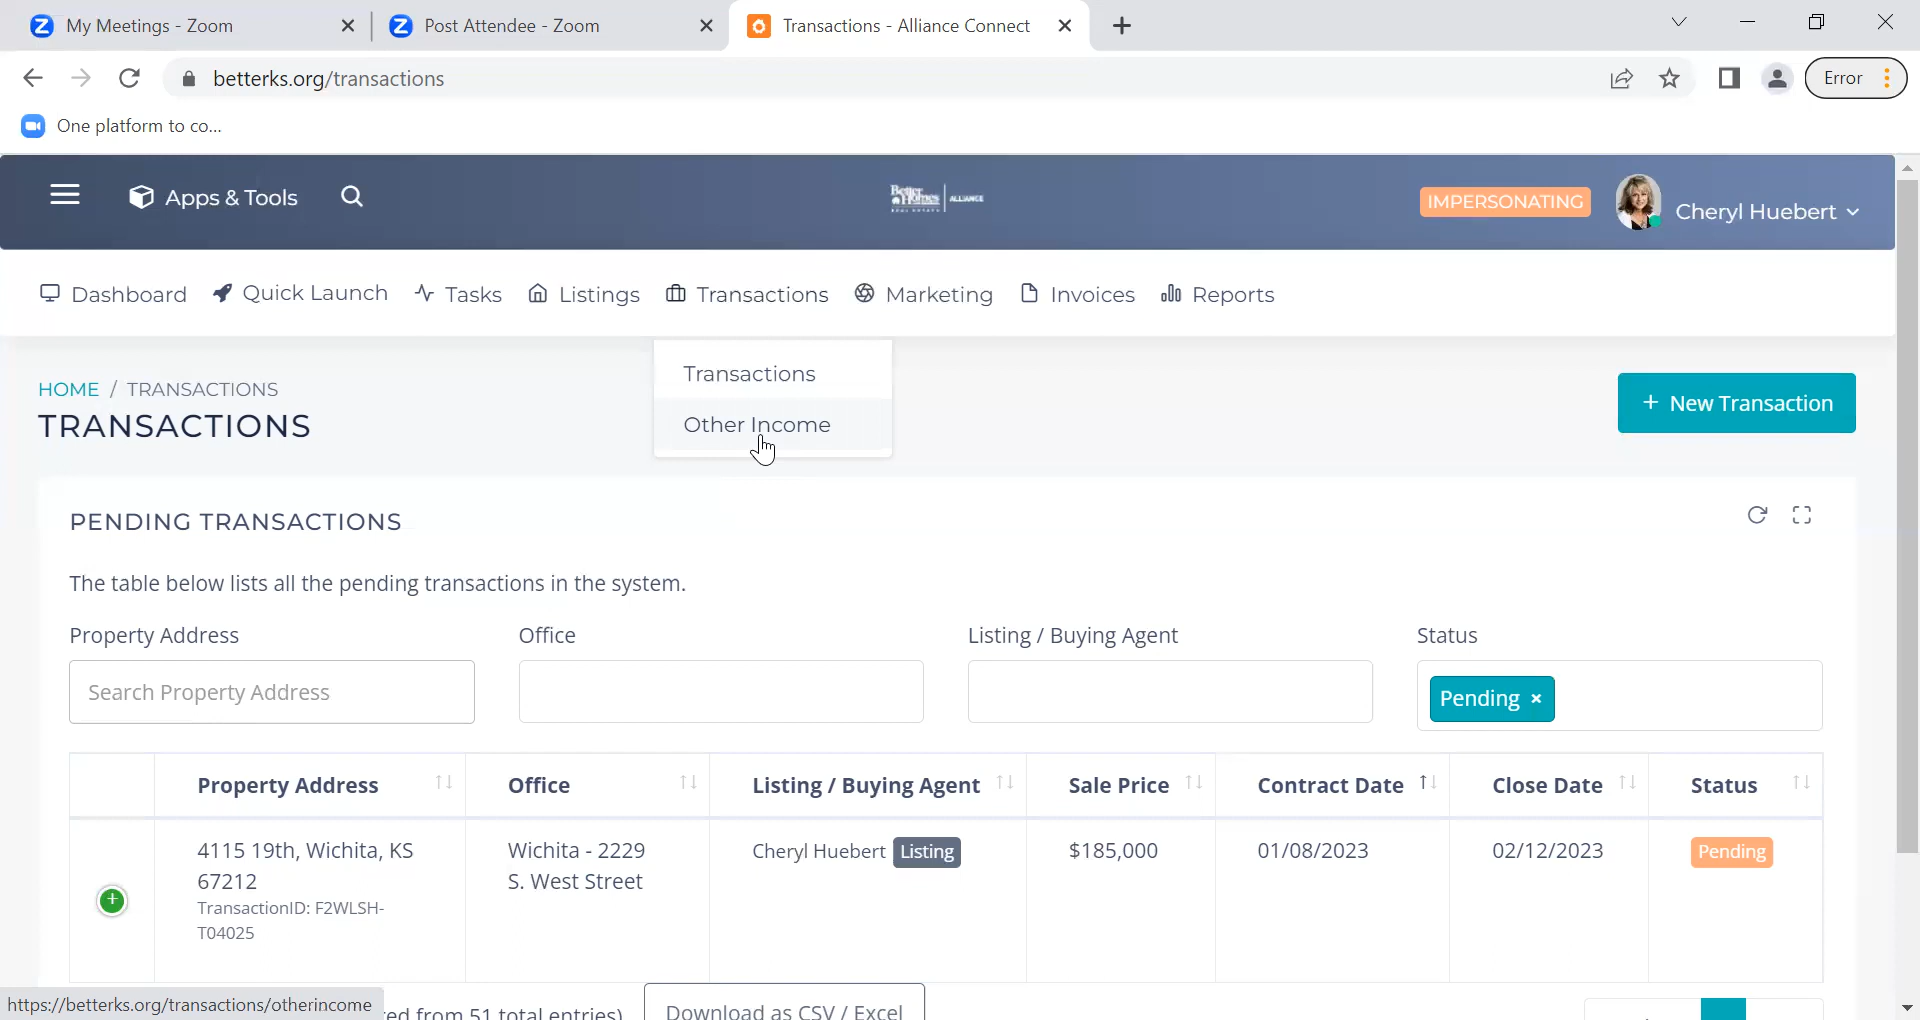 My Meetings - Zoom
Post Attendee - Zoom
Transactions - Alliance Connect
betterks.org/transactions
Error
One platform to co...
Apps & Tools
Better
Homes
REAL ESTATE
ALLIANCE
IMPERSONATING
Cheryl Huebert
Dashboard
Quick Launch
Tasks
Listings
Transactions
Marketing
Invoices
Reports
Transactions
Other Income
HOME / TRANSACTIONS
TRANSACTIONS
+ New Transaction
PENDING TRANSACTIONS
The table below lists all the pending transactions in the system.
Property Address
Office
Listing / Buying Agent
Status
Search Property Address
Pending ×
Property Address
Office
Listing / Buying Agent
Sale Price
Contract Date
Close Date
Status
4115 19th, Wichita, KS
67212
TransactionID: F2WLSH-
T04025
Wichita - 2229
S. West Street
Cheryl Huebert Listing
$185,000
01/08/2023
02/12/2023
Pending
https://betterks.org/transactions/otherincome
ed from 51 total entries)
Download as CSV / Excel